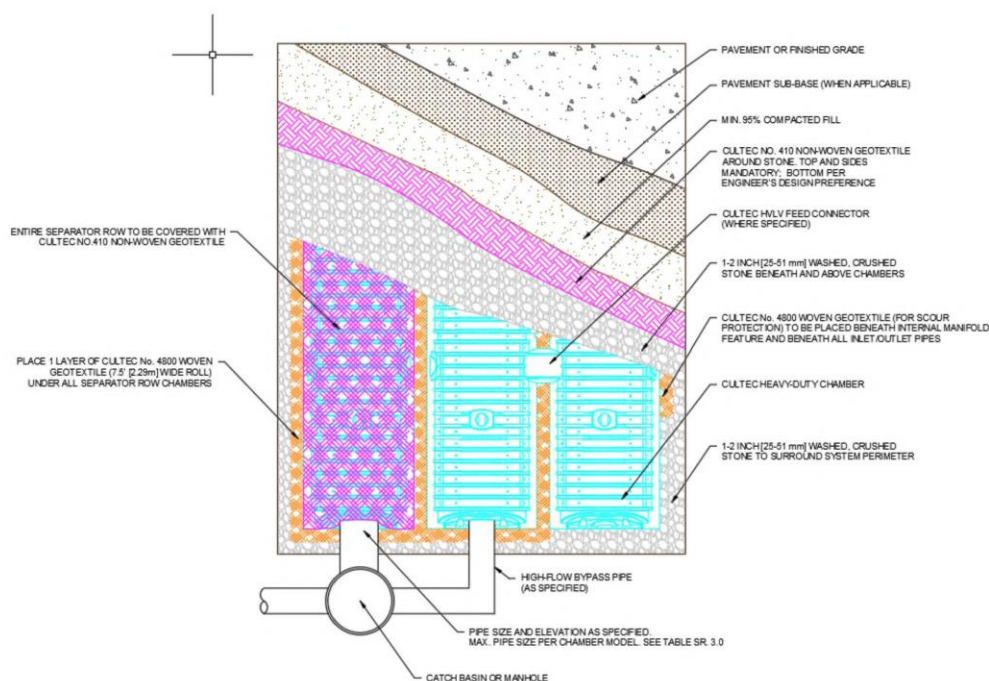 PAVEMENT OR FINISHED GRADE
PAVEMENT SUB-BASE (WHEN APPLICABLE)
MIN. 95% COMPACTED FILL
CULTEC NO. 410 NON-WOVEN GEOTEXTILE
AROUND STONE. TOP AND SIDES
MANDATORY; BOTTOM PER
ENGINEER'S DESIGN PREFERENCE
CULTEC HVLV FEED CONNECTOR
(WHERE SPECIFIED)
1-2 INCH [25-51 mm] WASHED, CRUSHED
STONE BENEATH AND ABOVE CHAMBERS
CULTEC No. 4800 WOVEN GEOTEXTILE (FOR SCOUR
PROTECTION) TO BE PLACED BENEATH INTERNAL MANIFOLD
FEATURE AND BENEATH ALL INLET/OUTLET PIPES
CULTEC HEAVY-DUTY CHAMBER
1-2 INCH [25-51 mm] WASHED, CRUSHED
STONE TO SURROUND SYSTEM PERIMETER
ENTIRE SEPARATOR ROW TO BE COVERED WITH
CULTEC NO.410 NON-WOVEN GEOTEXTILE
PLACE 1 LAYER OF CULTEC No. 4800 WOVEN
GEOTEXTILE (7.5' [2.29m] WIDE ROLL)
UNDER ALL SEPARATOR ROW CHAMBERS
HIGH-FLOW BYPASS PIPE
(AS SPECIFIED)
PIPE SIZE AND ELEVATION AS SPECIFIED.
MAX. PIPE SIZE PER CHAMBER MODEL. SEE TABLE SR. 3.0
CATCH BASIN OR MANHOLE